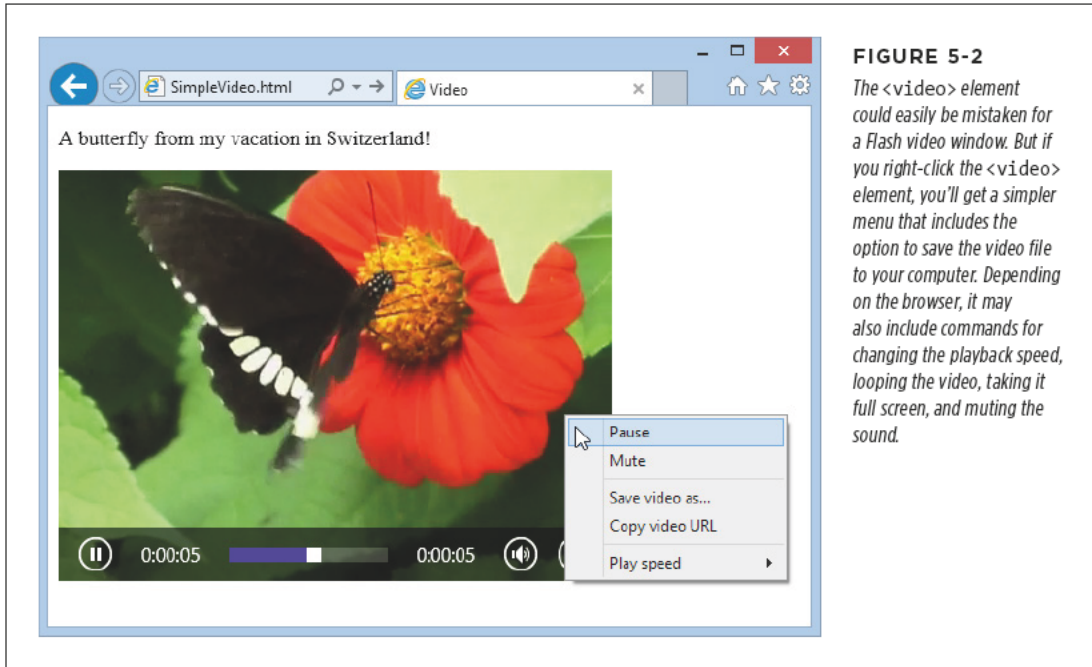 SimpleVideo.html
Video
A butterfly from my vacation in Switzerland!
Pause
Mute
Save video as...
Copy video URL
Play speed
0:00:05
0:00:05
FIGURE 5-2
The <video> element
could easily be mistaken for
a Flash video window. But if
you right-click the <video>
element, you'll get a simpler
menu that includes the
option to save the video file
to your computer. Depending
on the browser, it may
also include commands for
changing the playback speed,
looping the video, taking it
full screen, and muting the
sound.